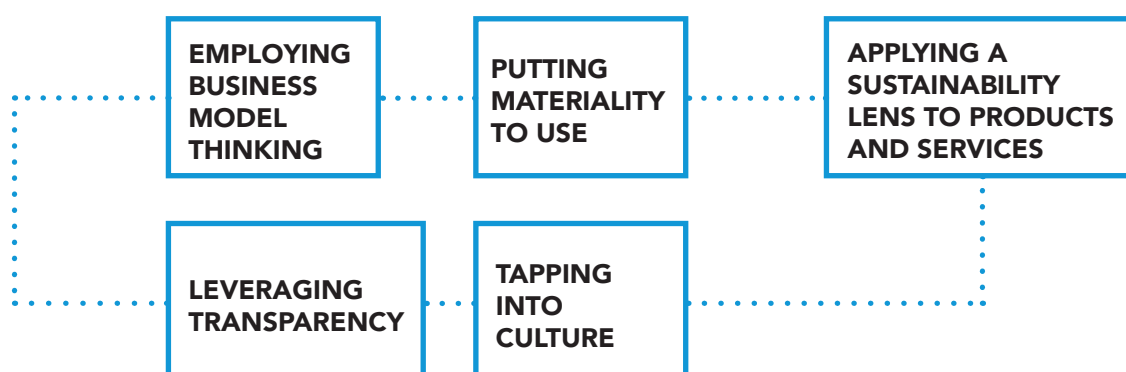 EMPLOYING
BUSINESS
MODEL
THINKING
PUTTING
MATERIALITY
TO USE
APPLYING A
SUSTAINABILITY
LENS TO PRODUCTS
AND SERVICES
LEVERAGING
TRANSPARENCY
TAPPING
INTO
CULTURE